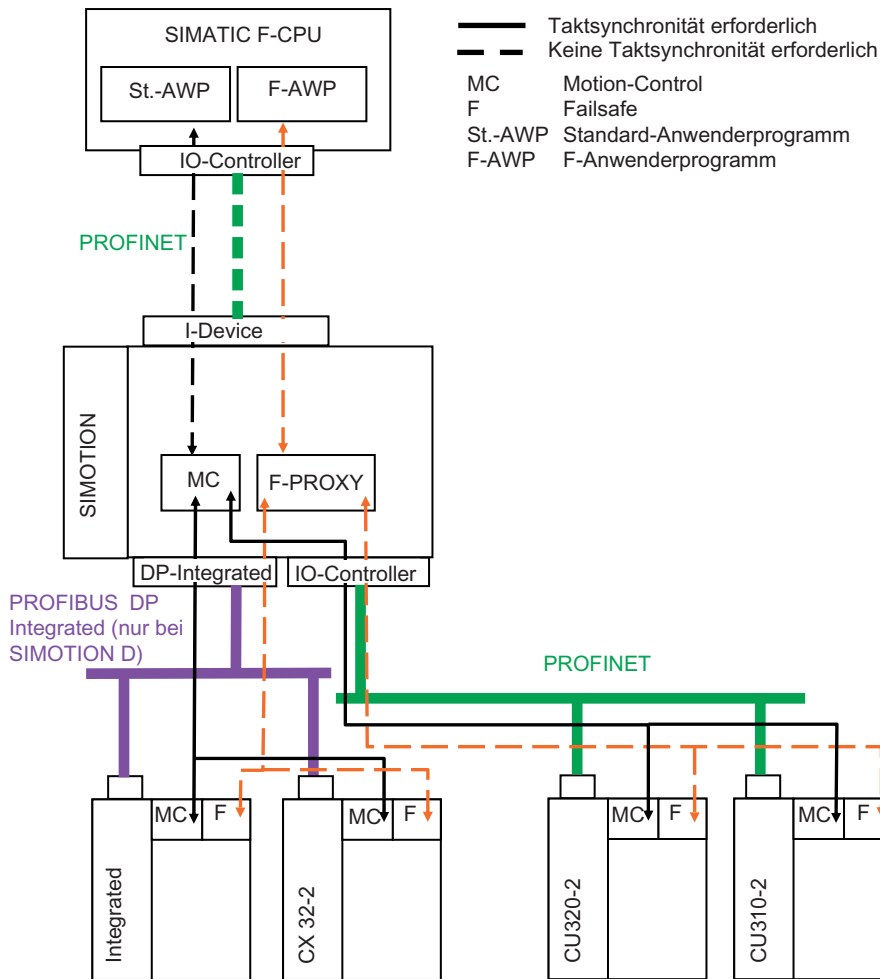 SIMATIC F-CPU
St.-AWP
F-AWP
IO-Controller
Taktsynchronität erforderlich
Keine Taktsynchronität erforderlich
MC Motion-Control
F Failsafe
St.-AWP Standard-Anwenderprogramm
F-AWP F-Anwenderprogramm
PROFINET
I-Device
SIMOTION
MC
F-PROXY
DP-Integrated
IO-Controller
PROFIBUS DP
Integrated (nur bei
SIMOTION D)
PROFINET
Integrated
MC
F
CX 32-2
MC
F
CU320-2
MC
F
CU310-2
MC
F